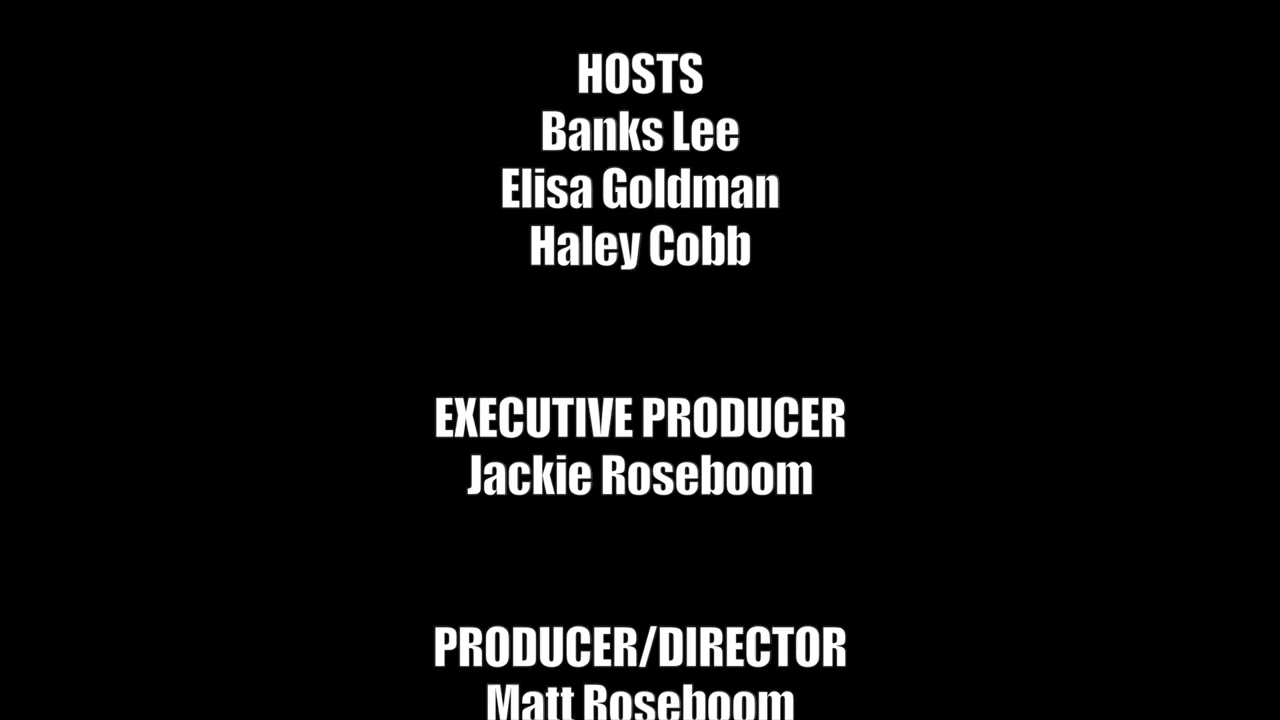 HOSTS
Banks Lee
Elisa Goldman
Haley Cobb
EXECUTIVE PRODUCER
Jackie Roseboom
PRODUCER/DIRECTOR
Matt Roseboom